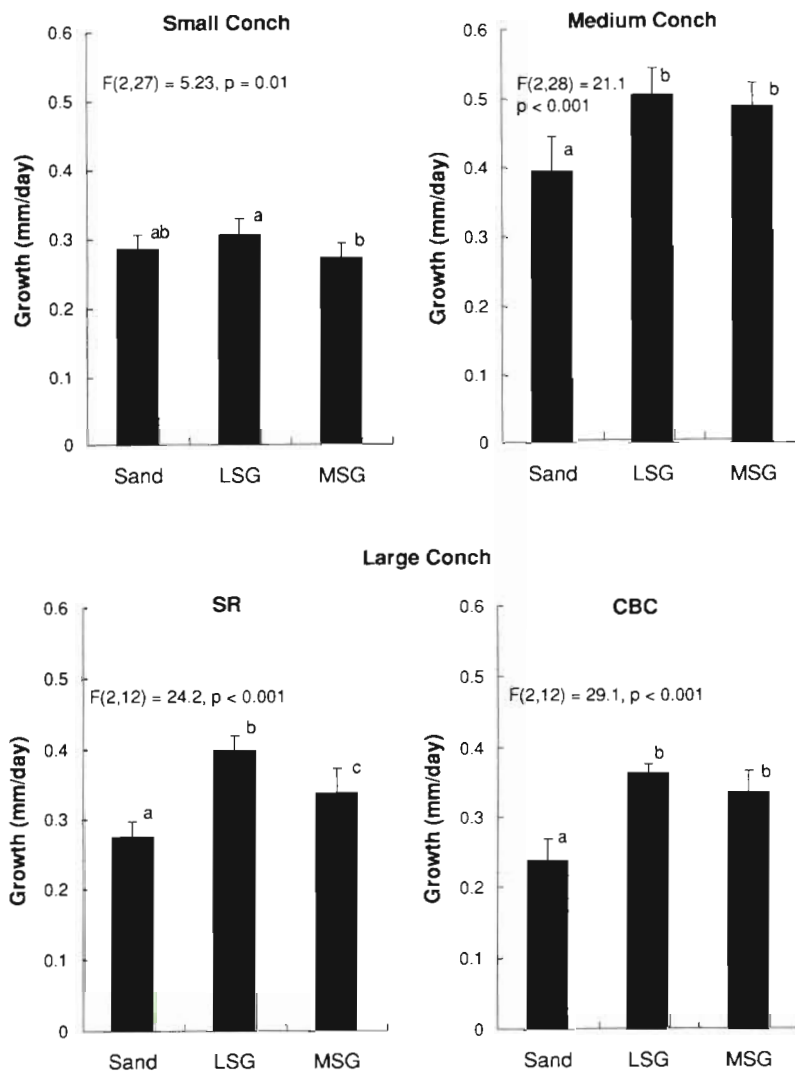 Small Conch
0.6
0.5
0.4
0.3
0.2
0.1
0
Growth (mm/day)
F(2,27) = 5.23, p = 0.01
ab
a
b
Sand LSG MSG
Medium Conch
0.6
0.5
0.4
0.3
0.2
0.1
0
Growth (mm/day)
F(2,28) = 21.1
p < 0.001
a
b
b
Sand LSG MSG
Large Conch
SR
0.6
0.5
0.4
0.3
0.2
0.1
0
Growth (mm/day)
F(2,12) = 24.2, p < 0.001
a
b
c
Sand LSG MSG
CBC
0.6
0.5
0.4
0.3
0.2
0.1
0
Growth (mm/day)
F(2,12) = 29.1, p < 0.001
a
b
b
Sand LSG MSG